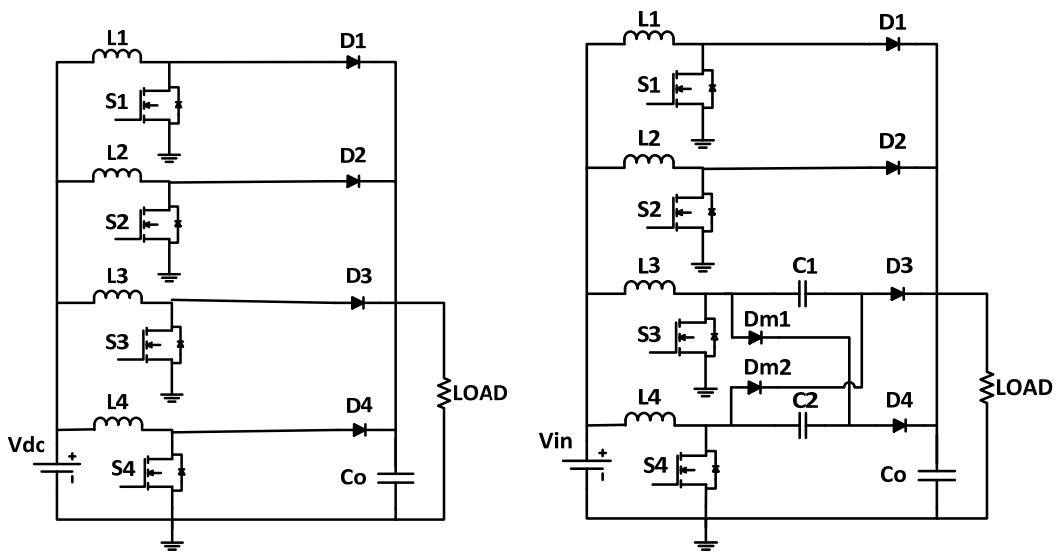 L1
D1
S1
L2
D2
S2
L3
D3
S3
LOAD
L4
D4
Vdc
+
S4
Co
L1
D1
S1
L2
D2
S2
L3
C1
D3
S3
Dm1
Dm2
LOAD
L4
C2
D4
Vin
+
S4
Co